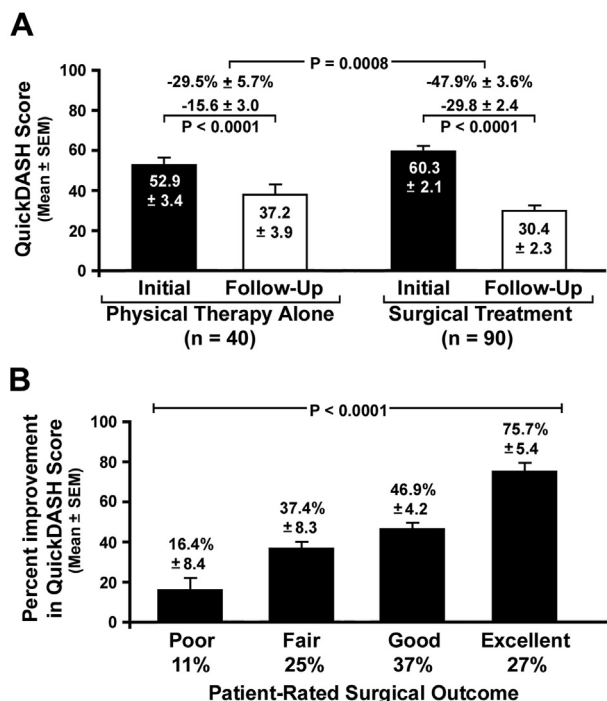 A
P = 0.0008
-29.5% ± 5.7% -47.9% ± 3.6%
-15.6 ± 3.0 -29.8 ± 2.4
P < 0.0001 P < 0.0001
QuickDASH Score
(Mean ± SEM)
100
80
60
40
20
0
52.9
± 3.4
37.2
± 3.9
60.3
± 2.1
30.4
± 2.3
Initial Follow-Up Initial Follow-Up
Physical Therapy Alone Surgical Treatment
(n = 40) (n = 90)
B
P < 0.0001
Percent improvement
in QuickDASH Score
(Mean ± SEM)
100
80
60
40
20
0
16.4%
±8.4
37.4%
±8.3
46.9%
±4.2
75.7%
±5.4
Poor Fair Good Excellent
11% 25% 37% 27%
Patient-Rated Surgical Outcome